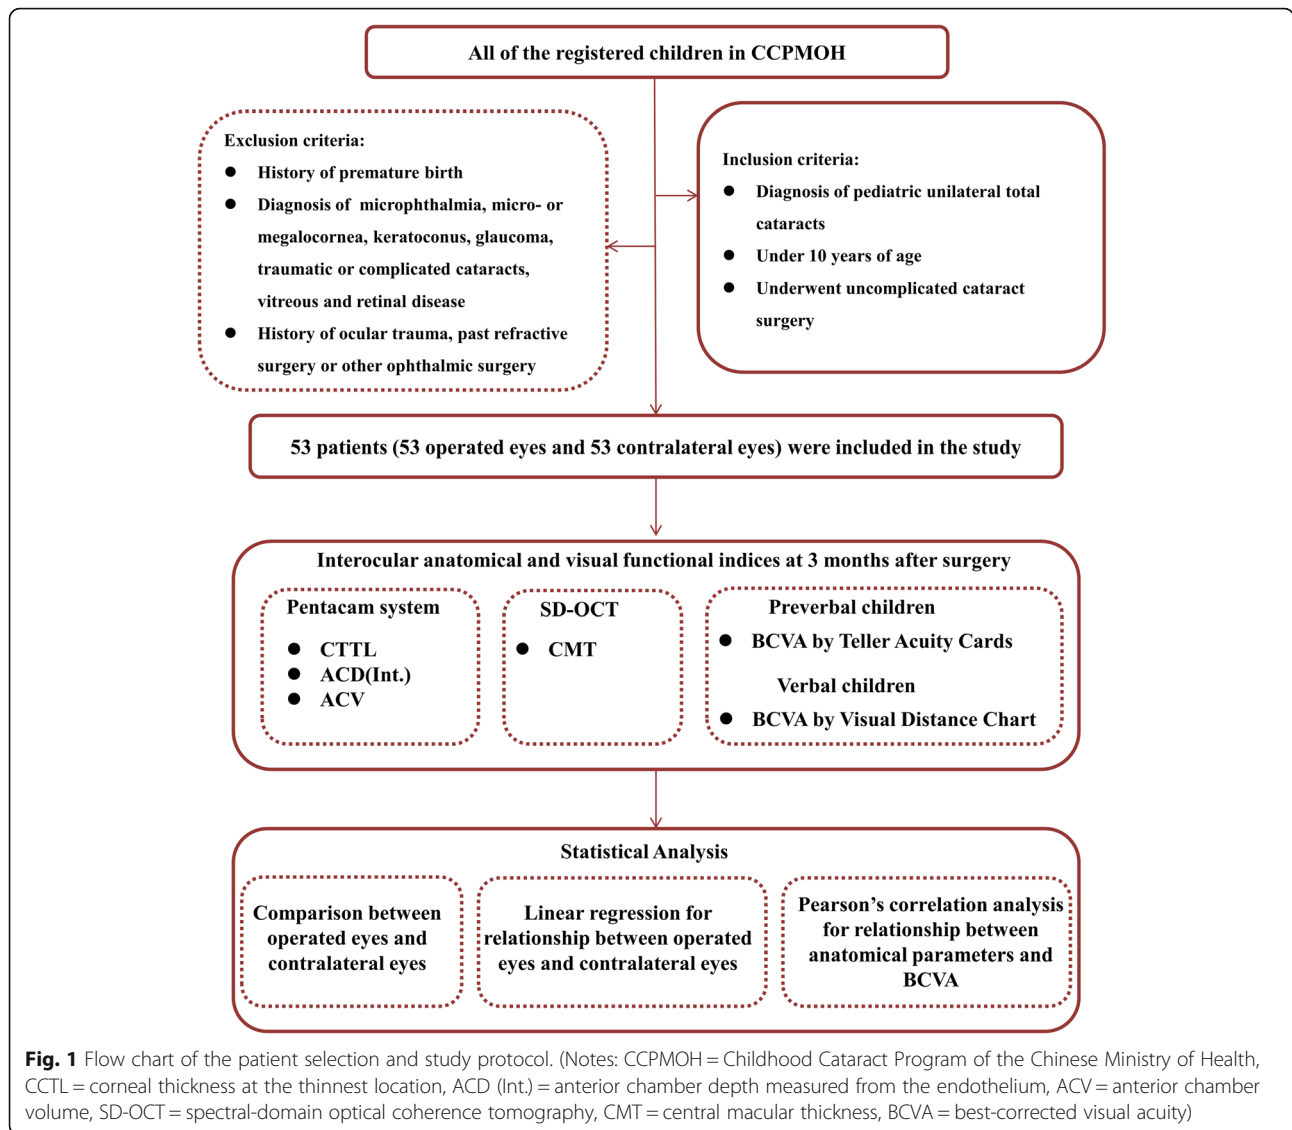 All of the registered children in CCPMOH
Exclusion criteria:
● History of premature birth
● Diagnosis of microphthalmia, micro- or
megalocornea, keratoconus, glaucoma,
traumatic or complicated cataracts,
vitreous and retinal disease
● History of ocular trauma, past refractive
surgery or other ophthalmic surgery
Inclusion criteria:
● Diagnosis of pediatric unilateral total
cataracts
● Under 10 years of age
● Underwent uncomplicated cataract
surgery
53 patients (53 operated eyes and 53 contralateral eyes) were included in the study
Interocular anatomical and visual functional indices at 3 months after surgery
Pentacam system
● CTTL
● ACD(Int.)
● ACV
SD-OCT
● CMT
Preverbal children
● BCVA by Teller Acuity Cards
Verbal children
● BCVA by Visual Distance Chart
Statistical Analysis
Comparison between
operated eyes and
contralateral eyes
Linear regression for
relationship between operated
eyes and contralateral eyes
Pearson's correlation analysis
for relationship between
anatomical parameters and
BCVA
Fig. 1 Flow chart of the patient selection and study protocol. (Notes: CCPMOH = Childhood Cataract Program of the Chinese Ministry of Health,
CCTL = corneal thickness at the thinnest location, ACD (Int.) = anterior chamber depth measured from the endothelium, ACV = anterior chamber
volume, SD-OCT = spectral-domain optical coherence tomography, CMT = central macular thickness, BCVA = best-corrected visual acuity)